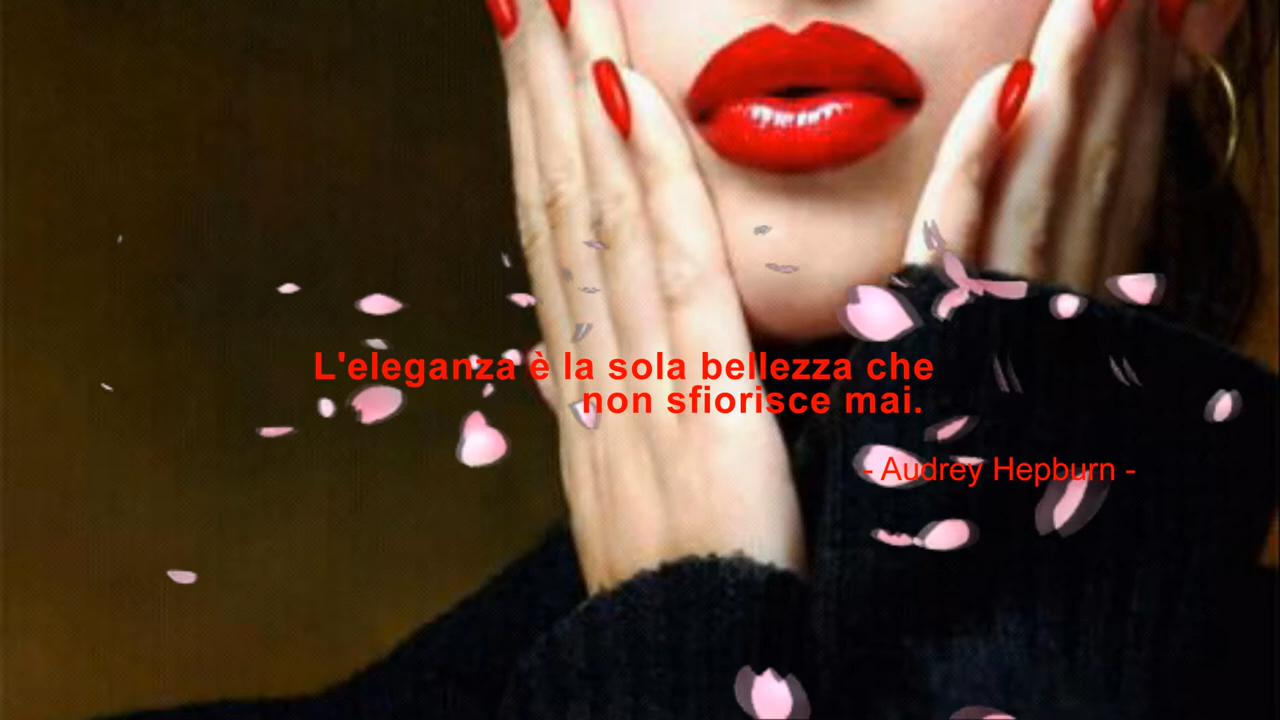 L'eleganza è la sola bellezza che
non sfiorisce mai.
- Audrey Hepburn -